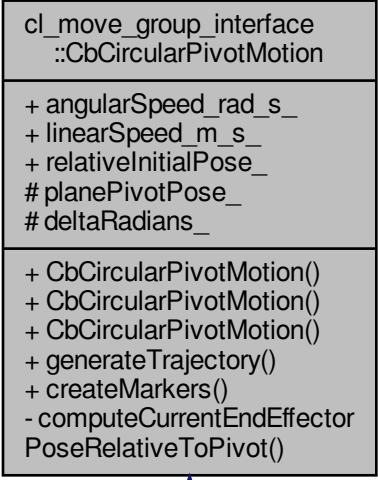 cl_move_group_interface
::CbCircularPivotMotion
+ angularSpeed_rad_s_
+ linearSpeed_m_s_
+ relativeInitialPose_
# planePivotPose_
# deltaRadians_
+ CbCircularPivotMotion()
+ CbCircularPivotMotion()
+ CbCircularPivotMotion()
+ generateTrajectory()
+ createMarkers()
- computeCurrentEndEffector
PoseRelativeToPivot()